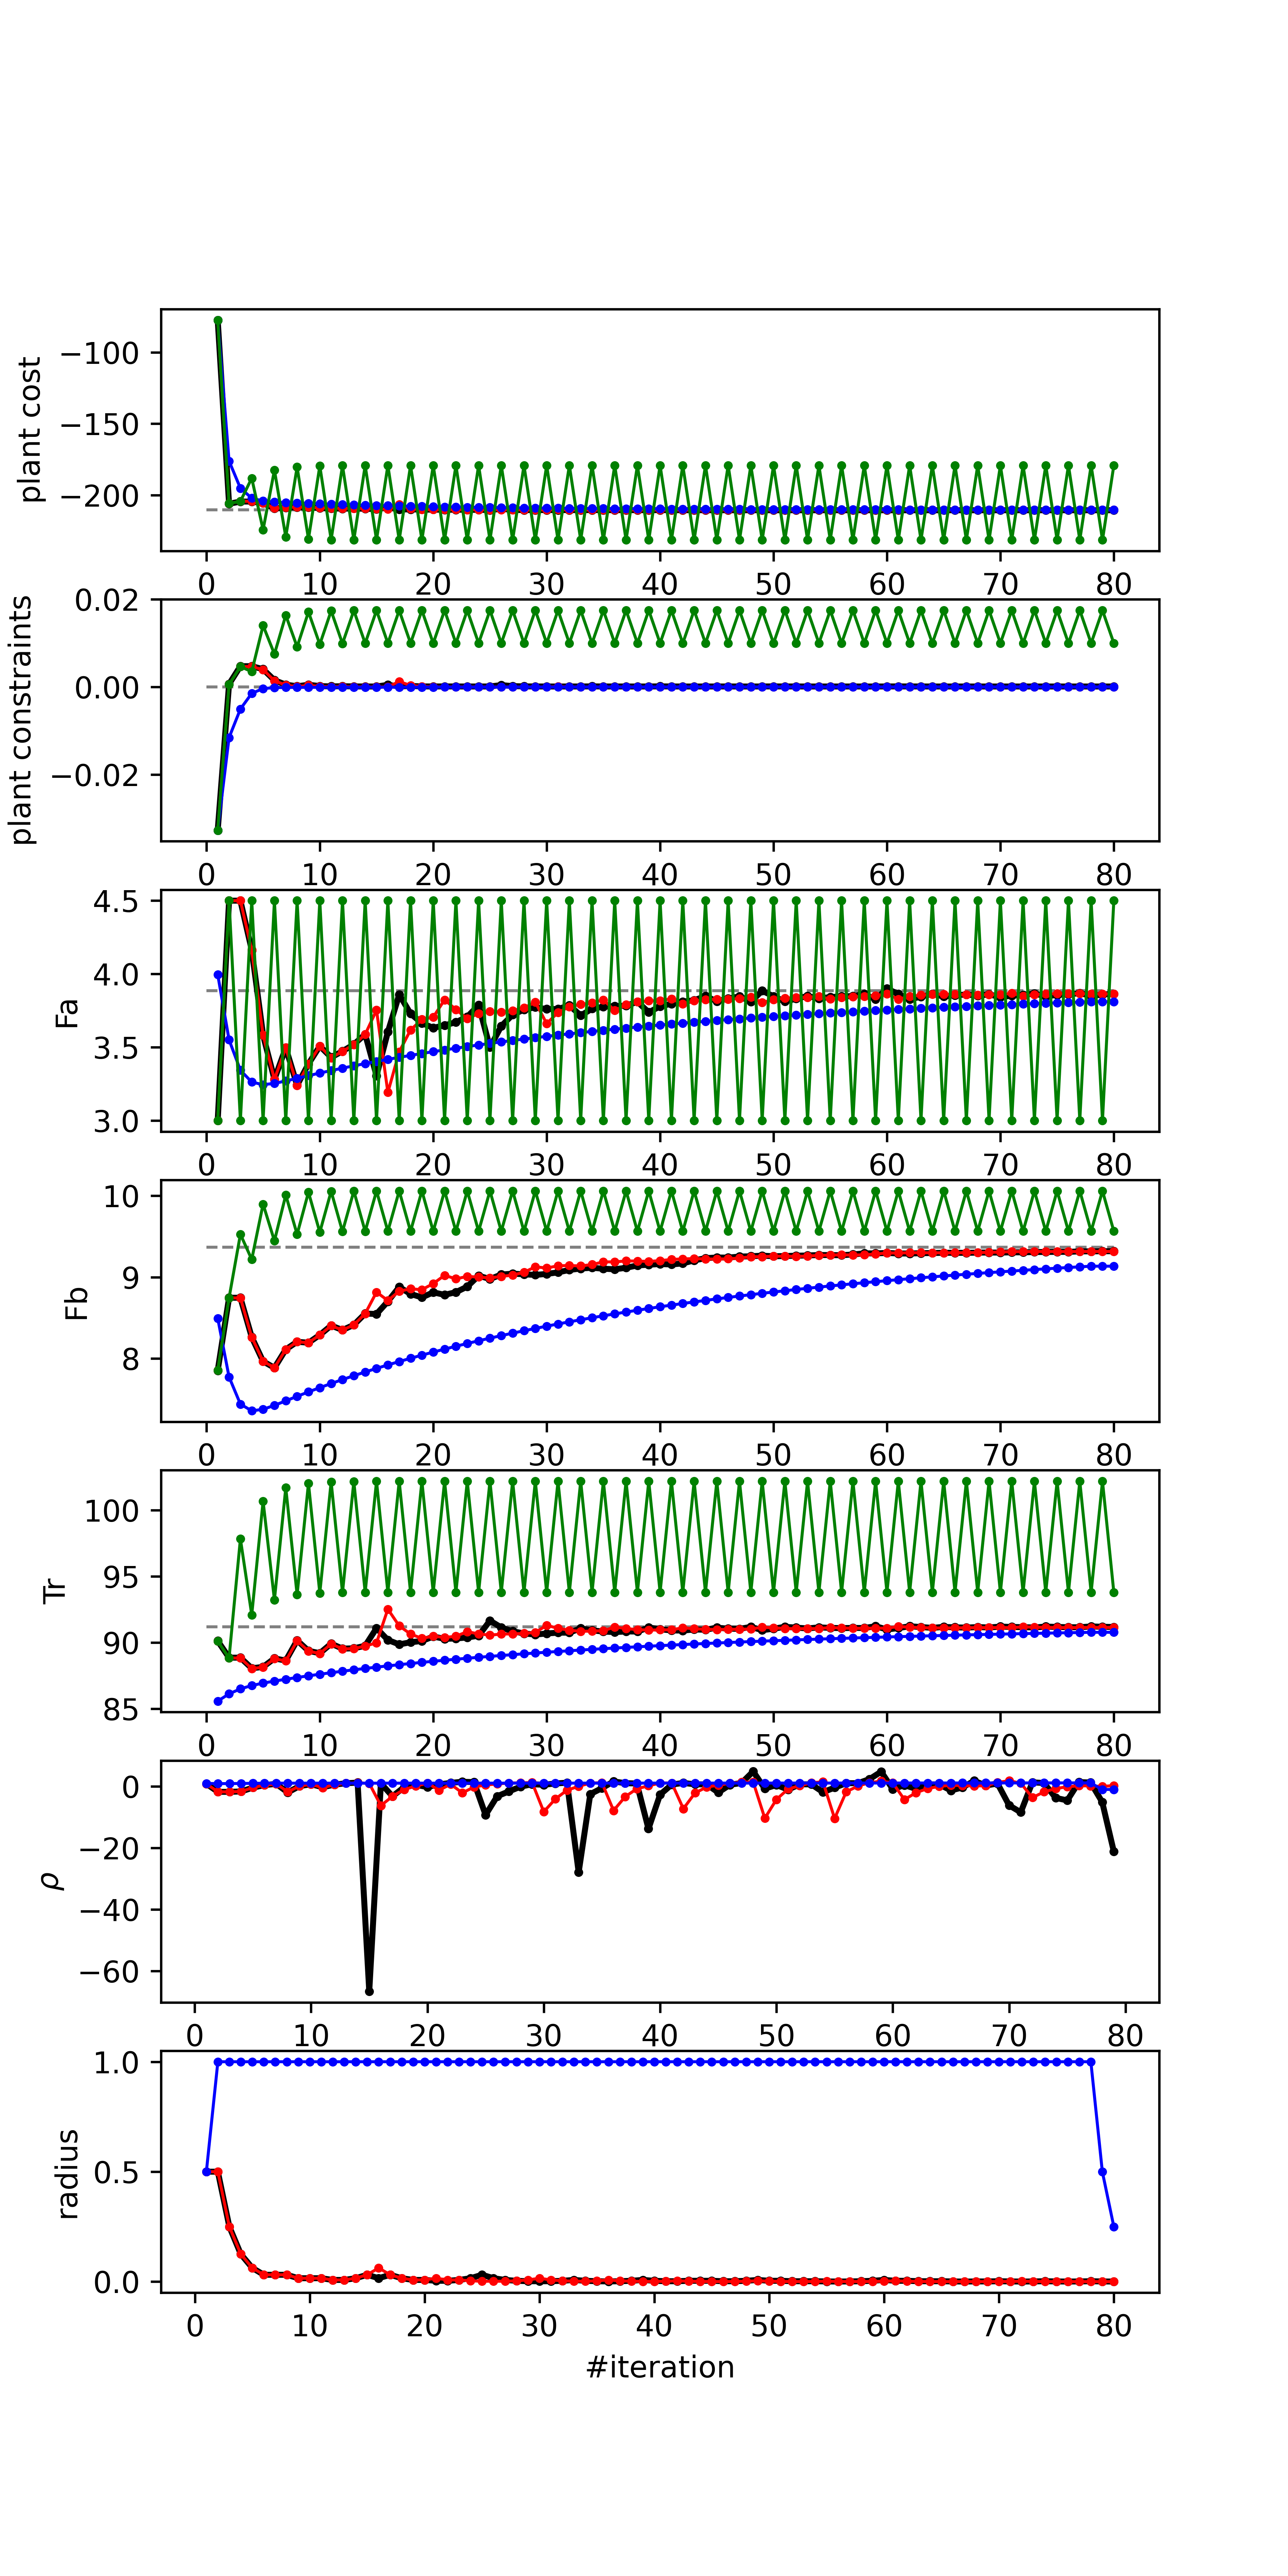 plant cost
−100
−150
−200
0 10 20 30 40 50 60 70 80
plant constraints
0.02
0.00
−0.02
0 10 20 30 40 50 60 70 80
Fa
4.5
4.0
3.5
3.0
0 10 20 30 40 50 60 70 80
Fb
10
9
8
0 10 20 30 40 50 60 70 80
Tr
100
95
90
85
0 10 20 30 40 50 60 70 80
ρ
0
−20
−40
−60
0 10 20 30 40 50 60 70 80
radius
1.0
0.5
0.0
0 10 20 30 40 50 60 70 80
#iteration